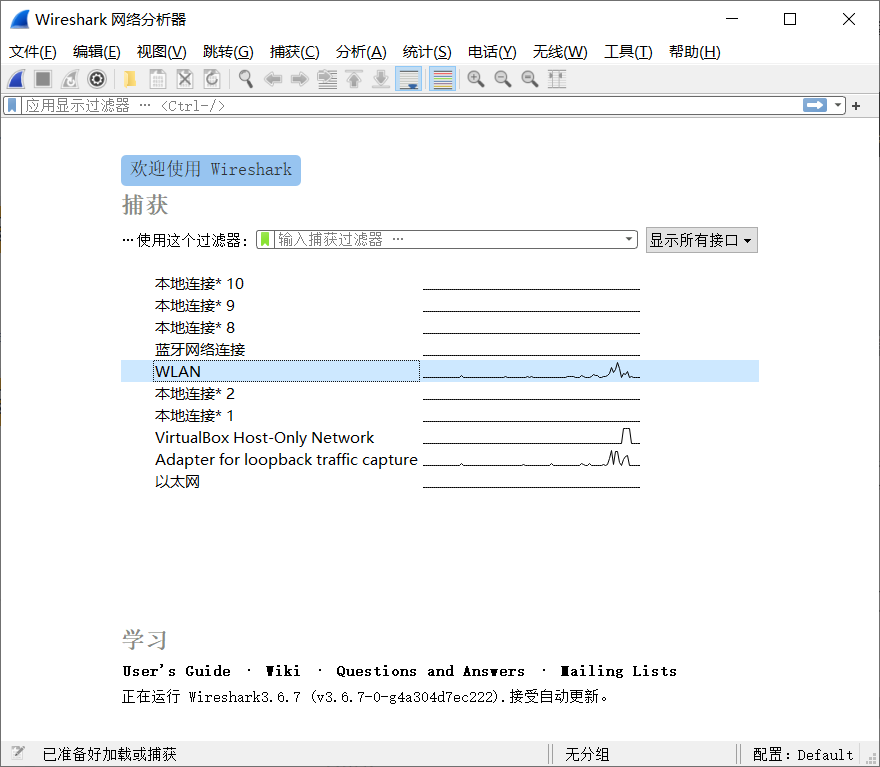 Wireshark 网络分析器
文件(F) 编辑(E) 视图(V) 跳转(G) 捕获(C) 分析(A) 统计(S) 电话(Y) 无线(W) 工具(T) 帮助(H)
应用显示过滤器 … <Ctrl-/>
欢迎使用 Wireshark
捕获
…使用这个过滤器: 输入捕获过滤器 … 显示所有接口
本地连接* 10
本地连接* 9
本地连接* 8
蓝牙网络连接
WLAN
本地连接* 2
本地连接* 1
VirtualBox Host-Only Network
Adapter for loopback traffic capture
以太网
学习
User's Guide · Wiki · Questions and Answers · Mailing Lists
正在运行 Wireshark3.6.7 (v3.6.7-0-g4a304d7ec222).接受自动更新。
已准备好加载或捕获 无分组 配置:Default